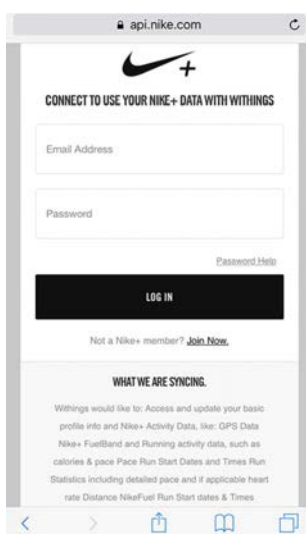 api.nike.com
+
CONNECT TO USE YOUR NIKE+ DATA WITH WITHINGS
Email Address
Password
Password Help
LOG IN
Not a Nike+ member? Join Now.
WHAT WE ARE SYNCING.
Withings would like to: Access and update your basic
profile info and Nike+ Activity Data, like: GPS Data
Nike+ FuelBand and Running activity data, such as
calories & pace Pace Run Start Dates and Times Run
Statistics including detailed pace and if applicable heart
rate Distance NikeFuel Run Start dates & Times